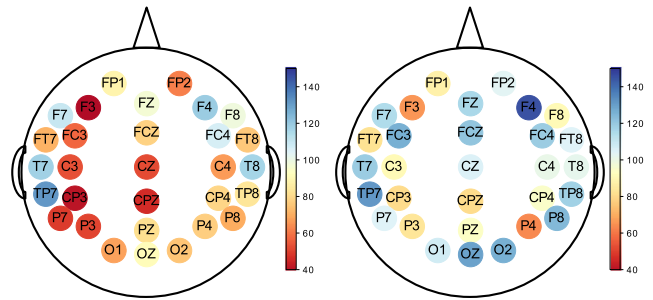 FP1 FP2
F7 F3 FZ F4 F8
FT7 FC3 FCZ FC4 FT8
T7 C3 CZ C4 T8
TP7 CP3 CPZ CP4 TP8
P7 P3 PZ P4 P8
O1 OZ O2
140
120
100
80
60
40
FP1 FP2
F7 F3 FZ F4 F8
FT7 FC3 FCZ FC4 FT8
T7 C3 CZ C4 T8
TP7 CP3 CPZ CP4 TP8
P7 P3 PZ P4 P8
O1 OZ O2
140
120
100
80
60
40